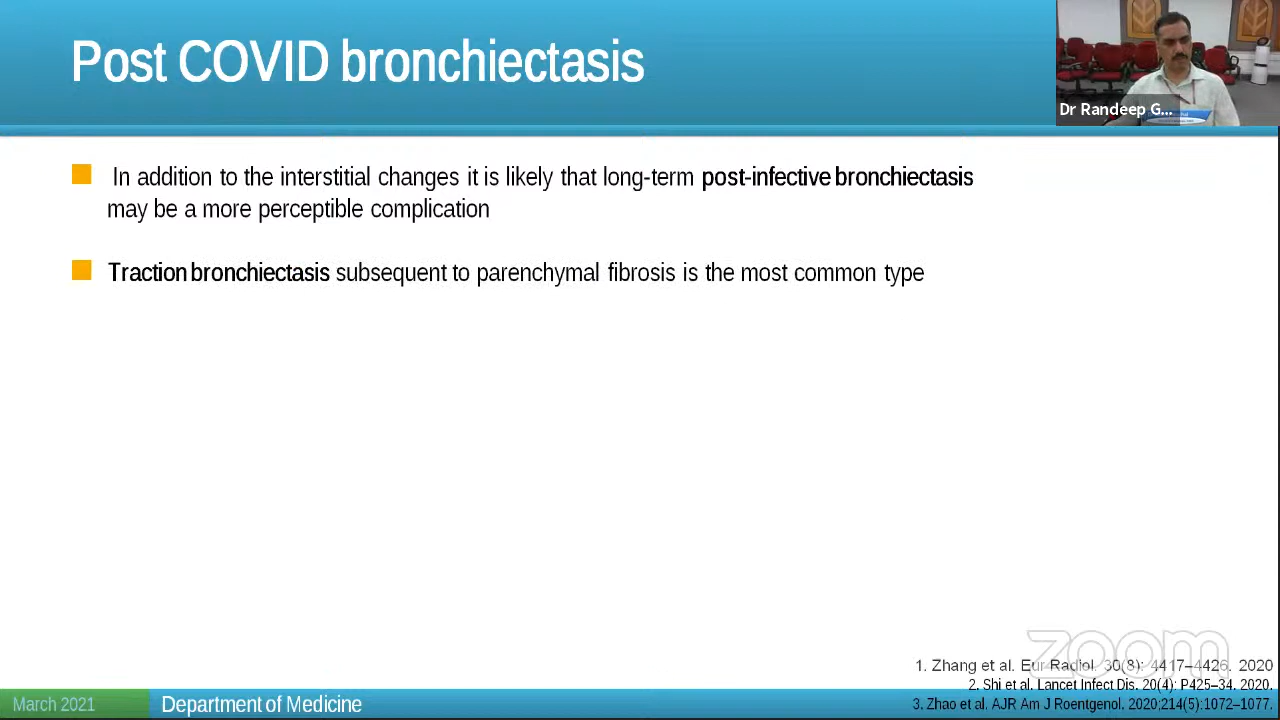 Post COVID bronchiectasis
Dr Randeep G...
In addition to the interstitial changes it is likely that long-term post-infective bronchiectasis
may be a more perceptible complication
Traction bronchiectasis subsequent to parenchymal fibrosis is the most common type
zoom
1. Zhang et al. Eur Radiol. 30(8): 4417–4426. 2020
2. Shi et al. Lancet Infect Dis. 20(4): P425–34. 2020.
3. Zhao et al. AJR Am J Roentgenol. 2020;214(5):1072–1077.
March 2021
Department of Medicine